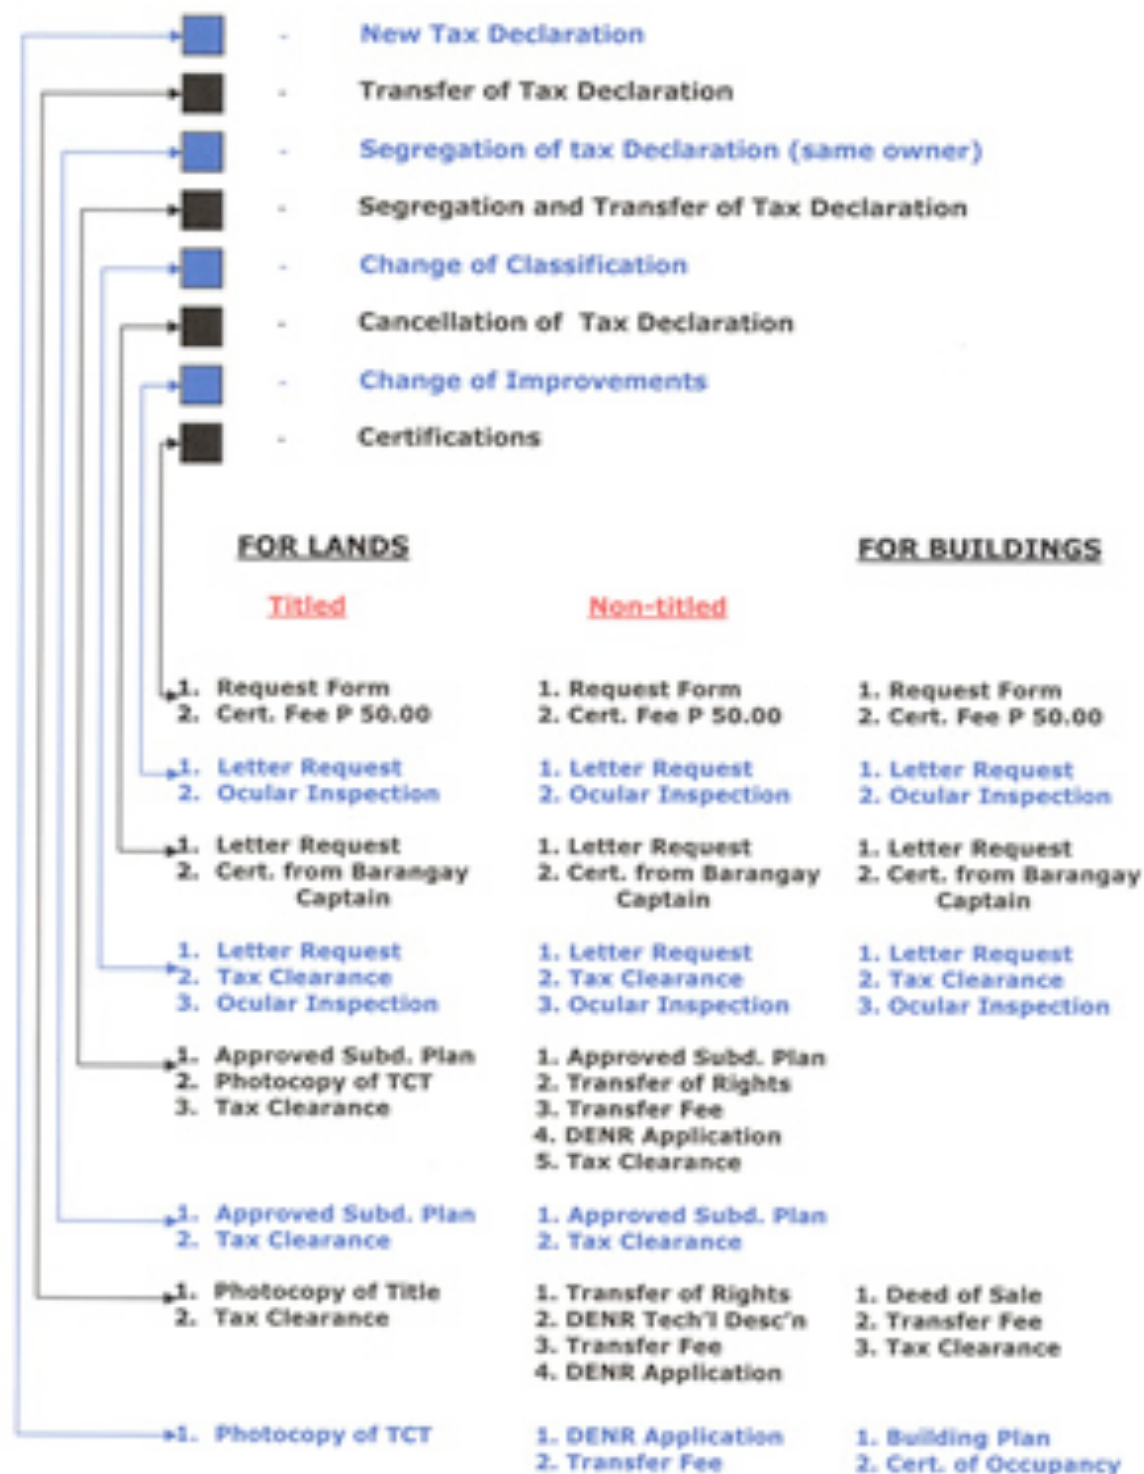 - New Tax Declaration
- Transfer of Tax Declaration
- Segregation of tax Declaration (same owner)
- Segregation and Transfer of Tax Declaration
- Change of Classification
- Cancellation of Tax Declaration
- Change of Improvements
- Certifications
FOR LANDS FOR BUILDINGS
Titled Non-titled
1. Request Form 1. Request Form 1. Request Form
2. Cert. Fee P 50.00 2. Cert. Fee P 50.00 2. Cert. Fee P 50.00
1. Letter Request 1. Letter Request 1. Letter Request
2. Ocular Inspection 2. Ocular Inspection 2. Ocular Inspection
1. Letter Request 1. Letter Request 1. Letter Request
2. Cert. from Barangay 2. Cert. from Barangay 2. Cert. from Barangay
Captain Captain Captain
1. Letter Request 1. Letter Request 1. Letter Request
2. Tax Clearance 2. Tax Clearance 2. Tax Clearance
3. Ocular Inspection 3. Ocular Inspection 3. Ocular Inspection
1. Approved Subd. Plan 1. Approved Subd. Plan
2. Photocopy of TCT 2. Transfer of Rights
3. Tax Clearance 3. Transfer Fee
4. DENR Application
5. Tax Clearance
1. Approved Subd. Plan 1. Approved Subd. Plan
2. Tax Clearance 2. Tax Clearance
1. Photocopy of Title 1. Transfer of Rights 1. Deed of Sale
2. Tax Clearance 2. DENR Tech'l Desc'n 2. Transfer Fee
3. Transfer Fee 3. Tax Clearance
4. DENR Application
1. Photocopy of TCT 1. DENR Application 1. Building Plan
2. Transfer Fee 2. Cert. of Occupancy